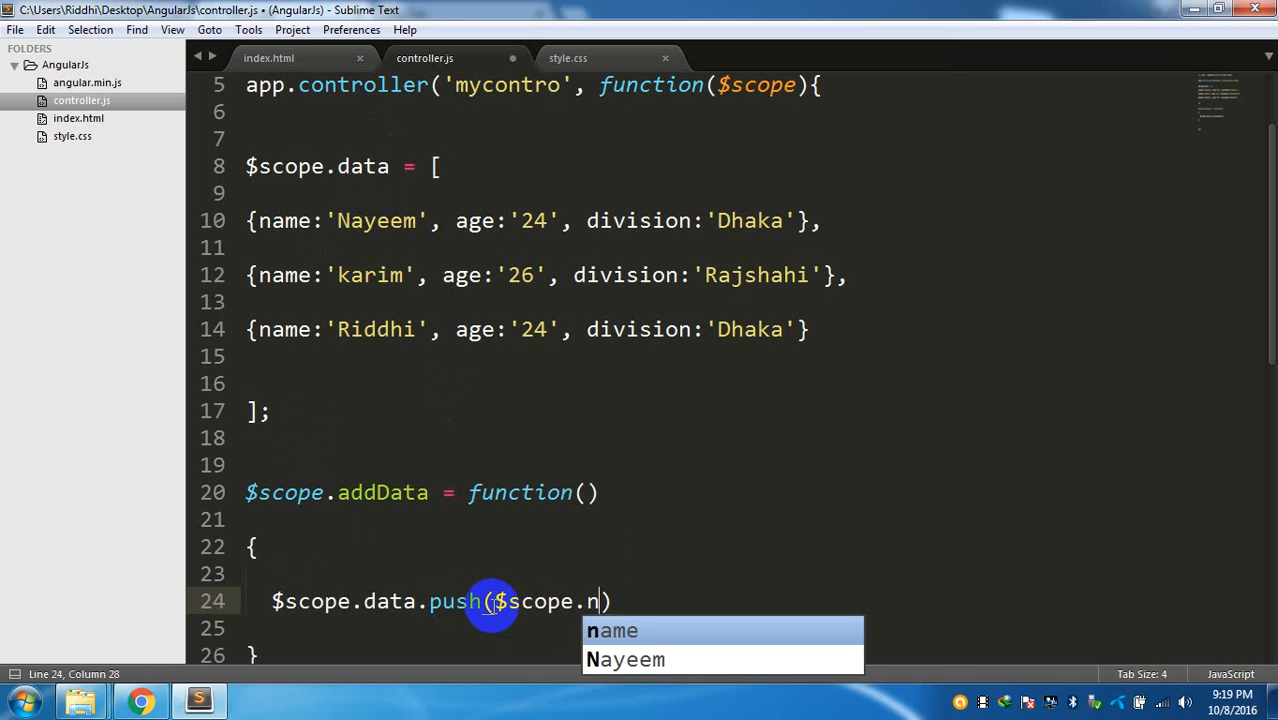 C:\Users\Riddhi\Desktop\AngularJs\controller.js • (AngularJs) - Sublime Text
File Edit Selection Find View Goto Tools Project Preferences Help
FOLDERS
AngularJs
angular.min.js
controller.js
index.html
style.css
index.html × controller.js style.css ×
5 app.controller('mycontro', function($scope){
6
7
8 $scope.data = [
9
10 {name:'Nayeem', age:'24', division:'Dhaka'},
11
12 {name:'karim', age:'26', division:'Rajshahi'},
13
14 {name:'Riddhi', age:'24', division:'Dhaka'}
15
16
17 ];
18
19
20 $scope.addData = function()
21
22 {
23
24 $scope.data.push($scope.n)
25
26 }
name
Nayeem
Line 24, Column 28 Tab Size: 4 JavaScript
9:19 PM
10/8/2016